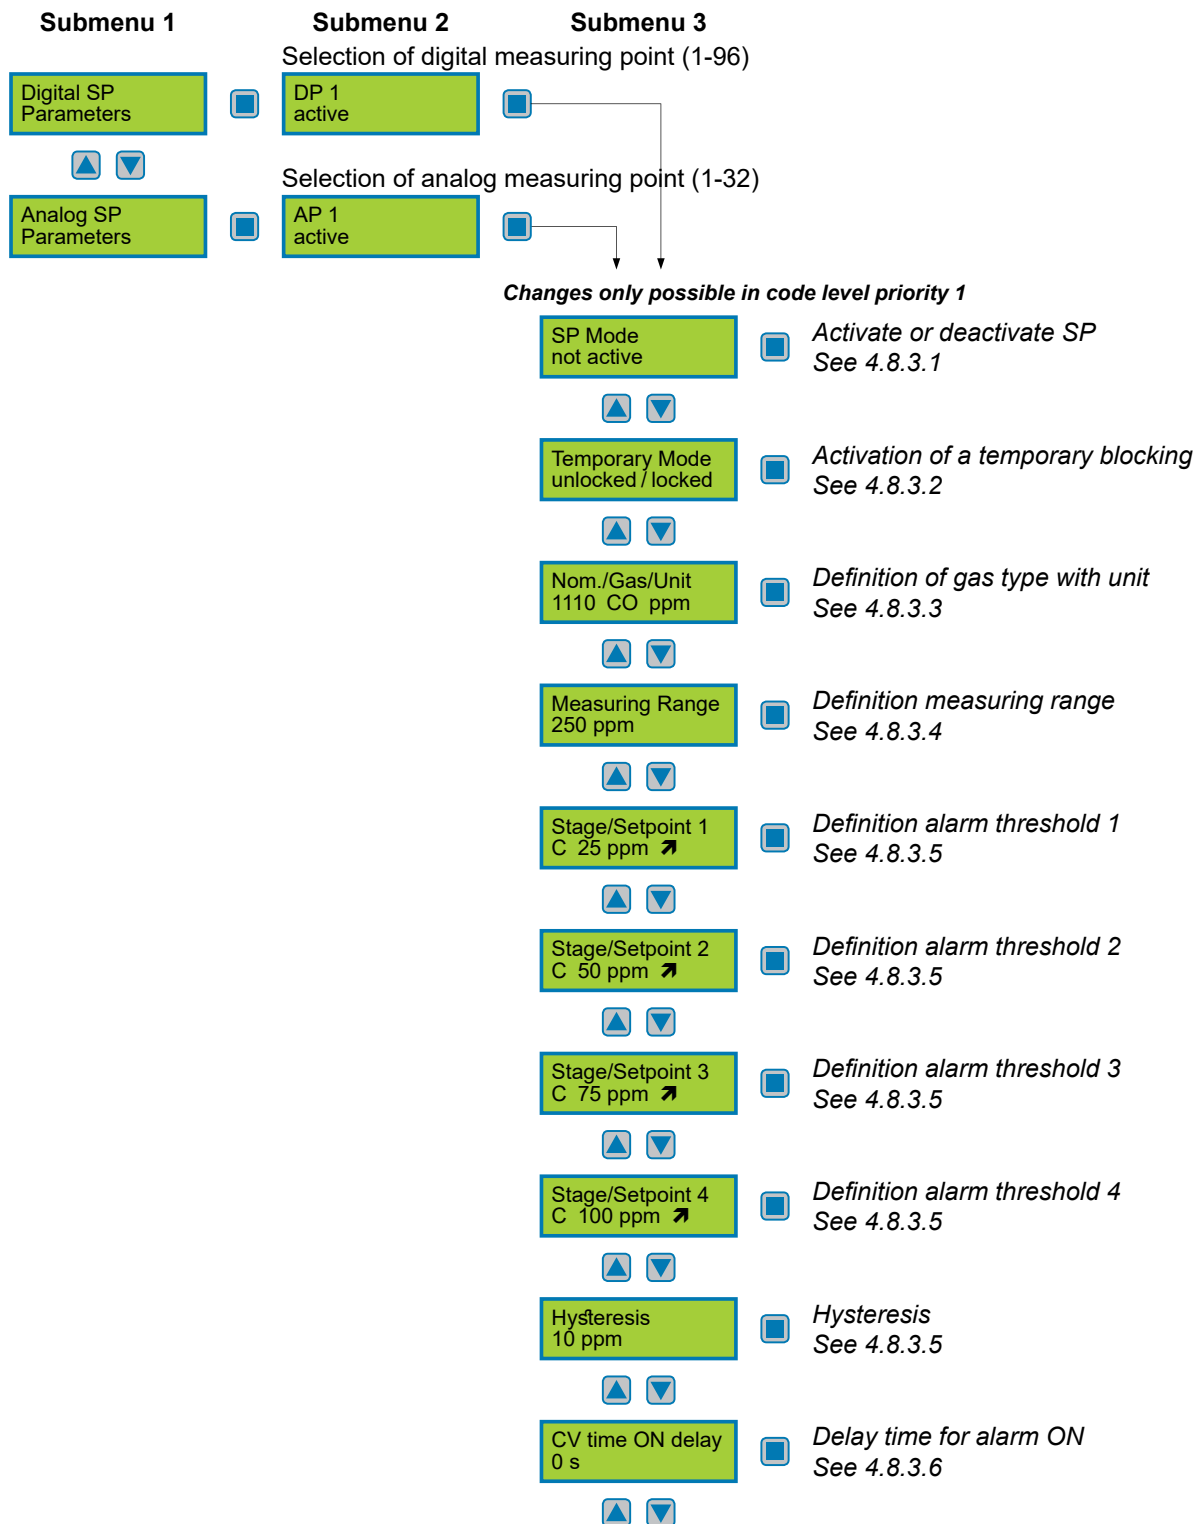 Submenu 1 Submenu 2 Submenu 3
Selection of digital measuring point (1-96)
Digital SP
Parameters
DP 1
active
Selection of analog measuring point (1-32)
Analog SP
Parameters
AP 1
active
Changes only possible in code level priority 1
SP Mode
not active
Activate or deactivate SP
See 4.8.3.1
Temporary Mode
unlocked / locked
Activation of a temporary blocking
See 4.8.3.2
Nom./Gas/Unit
1110 CO ppm
Definition of gas type with unit
See 4.8.3.3
Measuring Range
250 ppm
Definition measuring range
See 4.8.3.4
Stage/Setpoint 1
C 25 ppm ↗
Definition alarm threshold 1
See 4.8.3.5
Stage/Setpoint 2
C 50 ppm ↗
Definition alarm threshold 2
See 4.8.3.5
Stage/Setpoint 3
C 75 ppm ↗
Definition alarm threshold 3
See 4.8.3.5
Stage/Setpoint 4
C 100 ppm ↗
Definition alarm threshold 4
See 4.8.3.5
Hysteresis
10 ppm
Hysteresis
See 4.8.3.5
CV time ON delay
0 s
Delay time for alarm ON
See 4.8.3.6